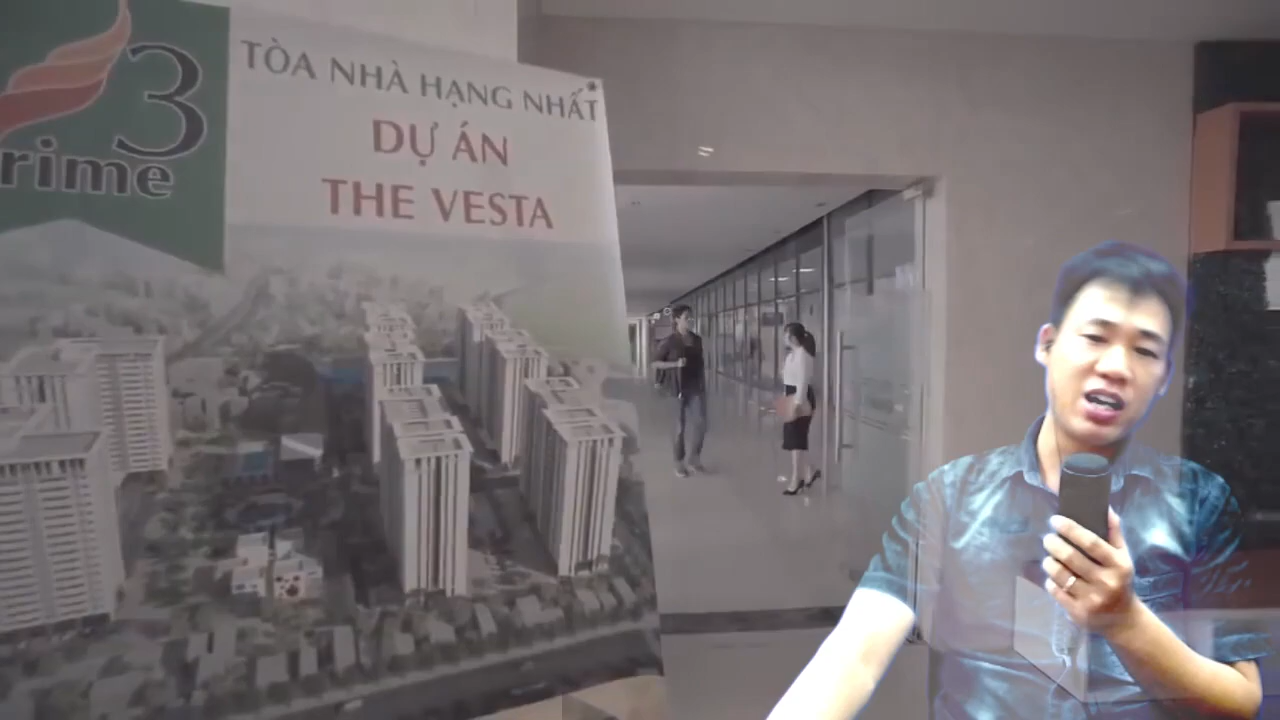 3
rime
TÒA NHÀ HẠNG NHẤT
DỰ ÁN
THE VESTA